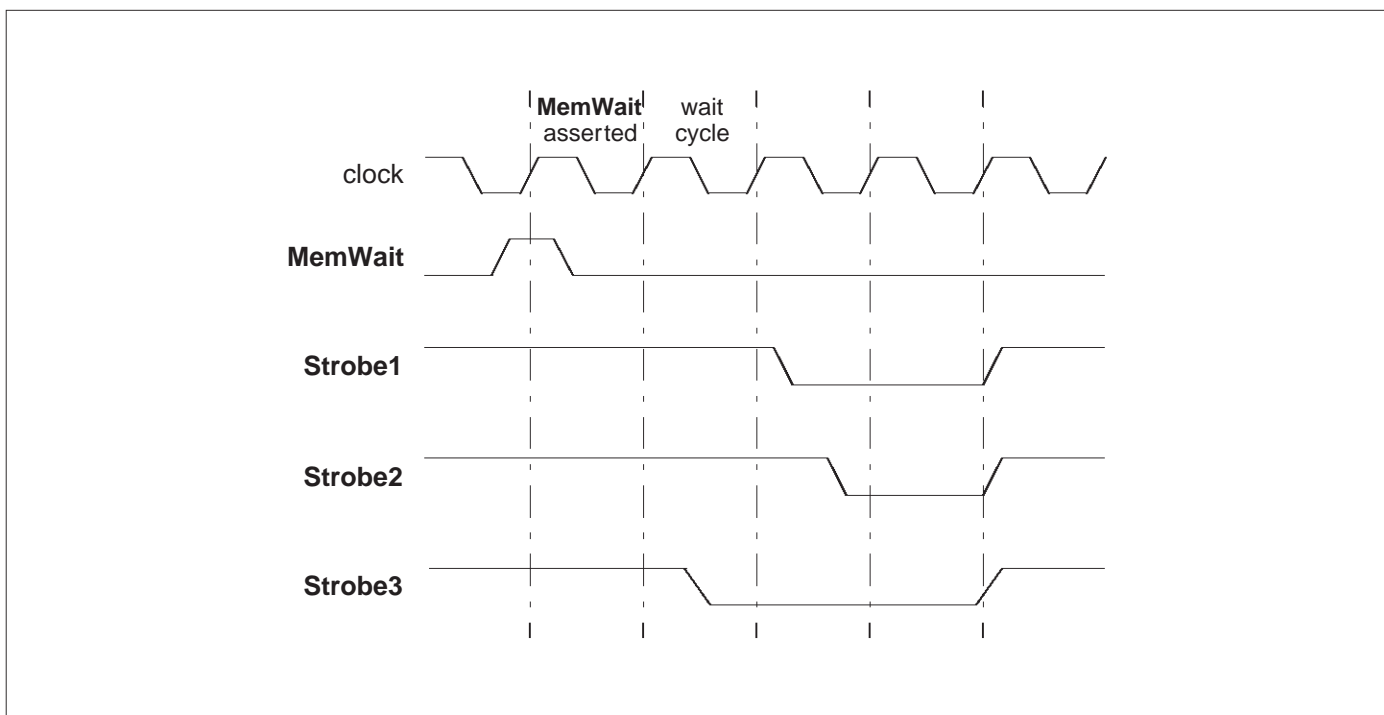 MemWait
asserted
wait
cycle
clock
MemWait
Strobe1
Strobe2
Strobe3